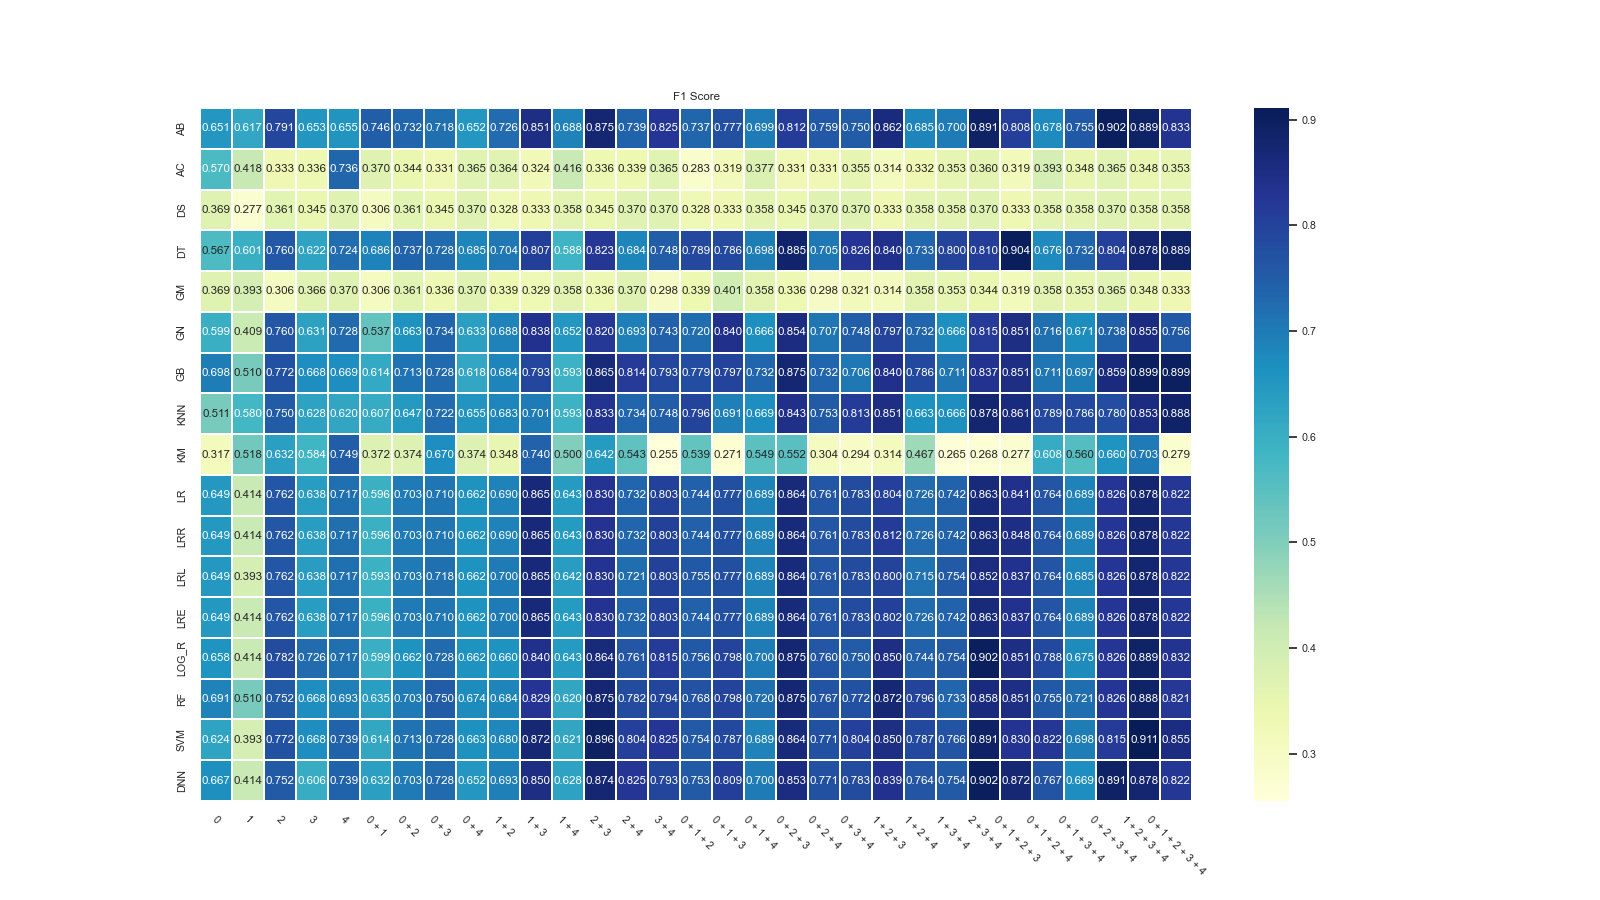 F1 Score
AB 0.651 0.617 0.791 0.653 0.655 0.746 0.732 0.718 0.652 0.726 0.851 0.688 0.875 0.739 0.825 0.737 0.777 0.699 0.812 0.759 0.750 0.862 0.685 0.700 0.891 0.808 0.678 0.755 0.902 0.889 0.833
AC 0.570 0.418 0.333 0.336 0.736 0.370 0.344 0.331 0.365 0.364 0.324 0.416 0.336 0.339 0.365 0.283 0.319 0.377 0.331 0.331 0.355 0.314 0.332 0.353 0.360 0.319 0.393 0.348 0.365 0.348 0.353
DS 0.369 0.277 0.361 0.345 0.370 0.306 0.361 0.345 0.370 0.328 0.333 0.358 0.345 0.370 0.370 0.328 0.333 0.358 0.345 0.370 0.370 0.333 0.358 0.358 0.370 0.333 0.358 0.358 0.370 0.358 0.358
DT 0.567 0.601 0.760 0.622 0.724 0.686 0.737 0.728 0.685 0.704 0.807 0.588 0.823 0.684 0.748 0.789 0.786 0.698 0.885 0.705 0.826 0.840 0.733 0.800 0.810 0.904 0.676 0.732 0.804 0.878 0.889
GM 0.369 0.393 0.306 0.366 0.370 0.306 0.361 0.336 0.370 0.339 0.329 0.358 0.336 0.370 0.298 0.339 0.401 0.358 0.336 0.298 0.321 0.314 0.358 0.353 0.344 0.319 0.358 0.353 0.365 0.348 0.333
GN 0.599 0.409 0.760 0.631 0.728 0.537 0.663 0.734 0.633 0.688 0.838 0.652 0.820 0.693 0.743 0.720 0.840 0.666 0.854 0.707 0.748 0.797 0.732 0.666 0.815 0.851 0.716 0.671 0.738 0.855 0.756
GB 0.698 0.510 0.772 0.668 0.669 0.614 0.713 0.728 0.618 0.684 0.793 0.593 0.865 0.814 0.793 0.779 0.797 0.732 0.875 0.732 0.706 0.840 0.786 0.711 0.837 0.851 0.711 0.697 0.859 0.899 0.899
KNN 0.511 0.580 0.750 0.628 0.620 0.607 0.647 0.722 0.655 0.683 0.701 0.593 0.833 0.734 0.748 0.796 0.691 0.669 0.843 0.753 0.813 0.851 0.663 0.666 0.878 0.861 0.789 0.786 0.780 0.853 0.888
KM 0.317 0.518 0.632 0.584 0.749 0.372 0.374 0.670 0.374 0.348 0.740 0.500 0.642 0.543 0.255 0.539 0.271 0.549 0.552 0.304 0.294 0.314 0.467 0.265 0.268 0.277 0.608 0.560 0.660 0.703 0.279
LR 0.649 0.414 0.762 0.638 0.717 0.596 0.703 0.710 0.662 0.690 0.865 0.643 0.830 0.732 0.803 0.744 0.777 0.689 0.864 0.761 0.783 0.804 0.726 0.742 0.863 0.841 0.764 0.689 0.826 0.878 0.822
LRR 0.649 0.414 0.762 0.638 0.717 0.596 0.703 0.710 0.662 0.690 0.865 0.643 0.830 0.732 0.803 0.744 0.777 0.689 0.864 0.761 0.783 0.812 0.726 0.742 0.863 0.848 0.764 0.689 0.826 0.878 0.822
LRL 0.649 0.393 0.762 0.638 0.717 0.593 0.703 0.718 0.662 0.700 0.865 0.642 0.830 0.721 0.803 0.755 0.777 0.689 0.864 0.761 0.783 0.800 0.715 0.754 0.852 0.837 0.764 0.685 0.826 0.878 0.822
LRE 0.649 0.414 0.762 0.638 0.717 0.596 0.703 0.710 0.662 0.700 0.865 0.643 0.830 0.732 0.803 0.744 0.777 0.689 0.864 0.761 0.783 0.802 0.726 0.742 0.863 0.837 0.764 0.689 0.826 0.878 0.822
LOG_R 0.658 0.414 0.782 0.726 0.717 0.599 0.662 0.728 0.662 0.660 0.840 0.643 0.864 0.761 0.815 0.756 0.798 0.700 0.875 0.760 0.750 0.850 0.744 0.754 0.902 0.851 0.788 0.675 0.826 0.889 0.832
RF 0.691 0.510 0.752 0.668 0.693 0.635 0.703 0.750 0.674 0.684 0.829 0.620 0.875 0.782 0.794 0.768 0.798 0.720 0.875 0.767 0.772 0.872 0.796 0.733 0.858 0.851 0.755 0.721 0.826 0.888 0.821
SVM 0.624 0.393 0.772 0.668 0.739 0.614 0.713 0.728 0.663 0.680 0.872 0.621 0.896 0.804 0.825 0.754 0.787 0.689 0.864 0.771 0.804 0.850 0.787 0.766 0.891 0.830 0.822 0.698 0.815 0.911 0.855
DNN 0.667 0.414 0.752 0.606 0.739 0.632 0.703 0.728 0.652 0.693 0.850 0.628 0.874 0.825 0.793 0.753 0.809 0.700 0.853 0.771 0.783 0.839 0.764 0.754 0.902 0.872 0.767 0.669 0.891 0.878 0.822
0 1 2 3 4 0 + 1 0 + 2 0 + 3 0 + 4 1 + 2 1 + 3 1 + 4 2 + 3 2 + 4 3 + 4 0 + 1 + 2 0 + 1 + 3 0 + 1 + 4 0 + 2 + 3 0 + 2 + 4 0 + 3 + 4 1 + 2 + 3 1 + 2 + 4 1 + 3 + 4 2 + 3 + 4 0 + 1 + 2 + 3 0 + 1 + 2 + 4 0 + 1 + 3 + 4 0 + 2 + 3 + 4 1 + 2 + 3 + 4 0 + 1 + 2 + 3 + 4
0.9
0.8
0.7
0.6
0.5
0.4
0.3